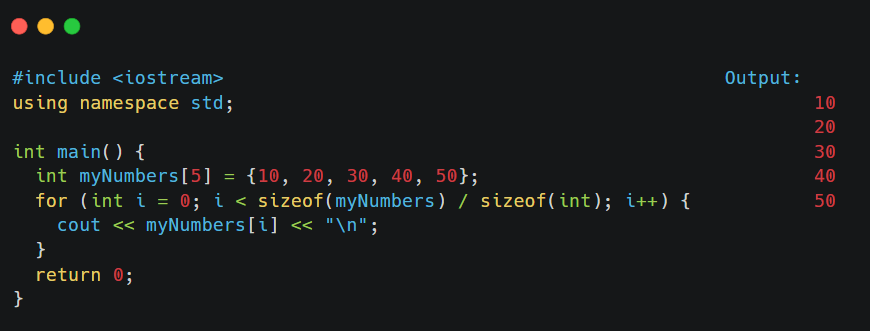 #include <iostream>
using namespace std;

int main() {
  int myNumbers[5] = {10, 20, 30, 40, 50};
  for (int i = 0; i < sizeof(myNumbers) / sizeof(int); i++) {
    cout << myNumbers[i] << "\n";
  }
  return 0;
}
Output:
10
20
30
40
50